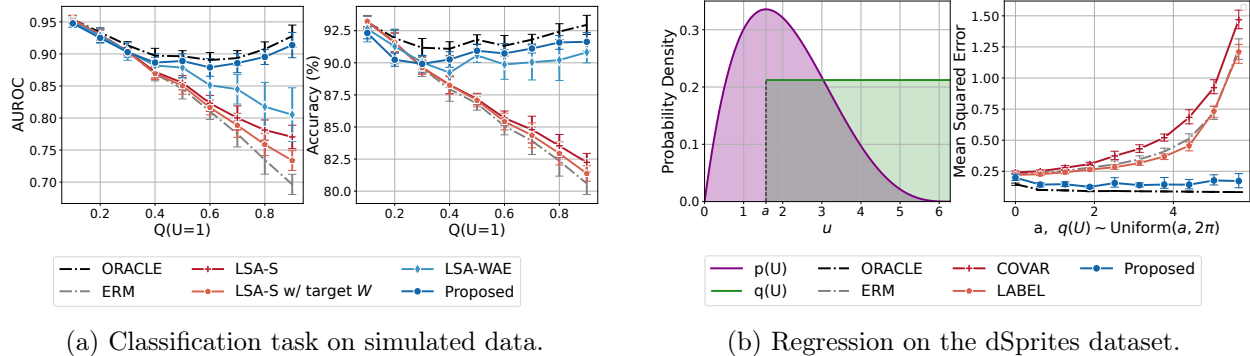 0.95
0.90
0.85
0.80
0.75
0.70
AUROC
0.2 0.4 0.6 0.8
Q(U=1)
92.5
90.0
87.5
85.0
82.5
80.0
Accuracy (%)
0.2 0.4 0.6 0.8
Q(U=1)
ORACLE LSA-S LSA-WAE
ERM LSA-S w/ target W Proposed
(a) Classification task on simulated data.
0.3
0.2
0.1
0.0
Probability Density
0 1 a 2 3 4 5 6
u
1.50
1.25
1.00
0.75
0.50
0.25
Mean Squared Error
0 2 4
a, q(U) ~ Uniform(a, 2π)
p(U) ORACLE COVAR Proposed
q(U) ERM LABEL
(b) Regression on the dSprites dataset.